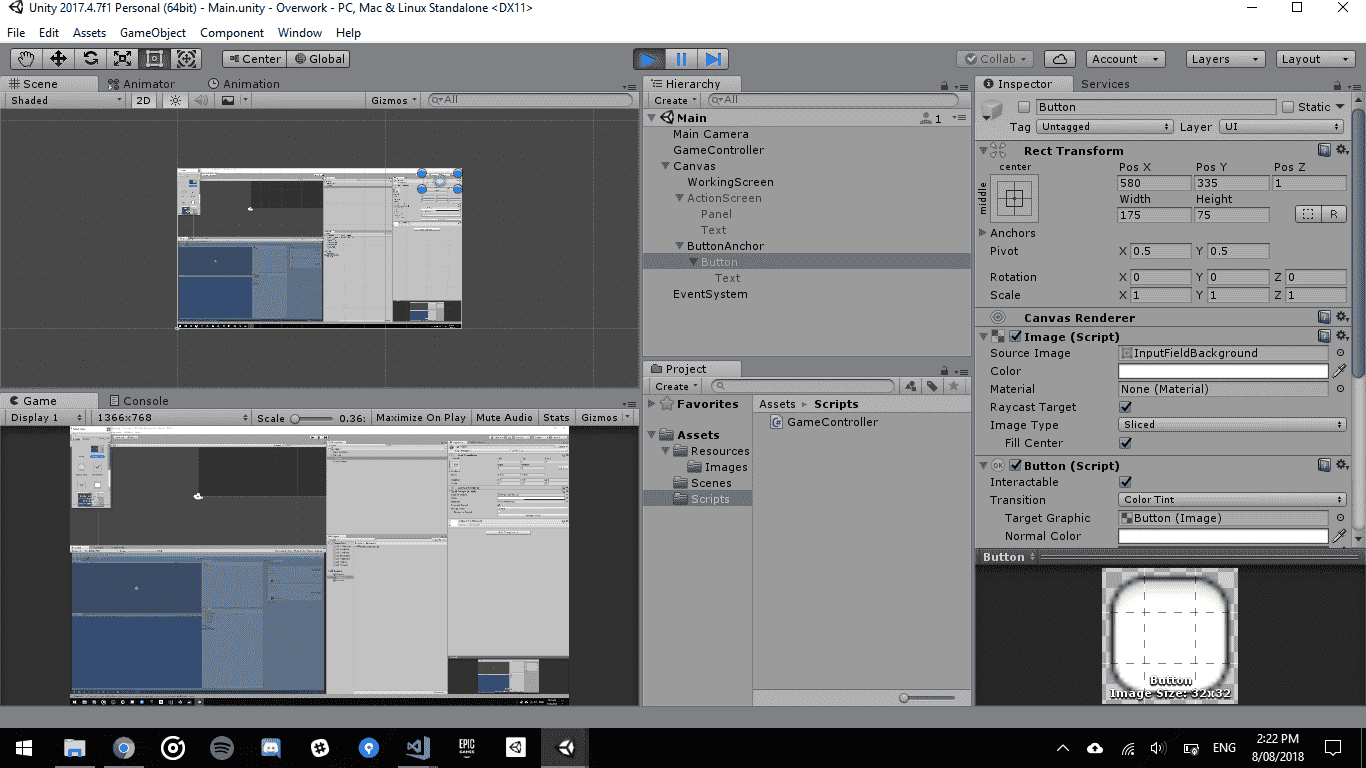 Unity 2017.4.7f1 Personal (64bit) - Main.unity - Overwork - PC, Mac & Linux Standalone <DX11>
File Edit Assets GameObject Component Window Help
Center Global Collab Account Layers Layout
Scene Animator Animation
Shaded 2D Gizmos All
Game Console
Display 1 1366x768 Scale 0.36: Maximize On Play Mute Audio Stats Gizmos
Hierarchy
Create All
Main 1
Main Camera
GameController
Canvas
WorkingScreen
ActionScreen
Panel
Text
ButtonAnchor
Button
Text
EventSystem
Project
Create
Favorites
Assets
Resources
Images
Scenes
Scripts
Assets ▸ Scripts
GameController
Inspector Services
Button Static
Tag Untagged Layer UI
Rect Transform
center
middle
Pos X Pos Y Pos Z
580 335 1
Width Height
175 75
R
Anchors
Pivot X 0.5 Y 0.5
Rotation X 0 Y 0 Z 0
Scale X 1 Y 1 Z 1
Canvas Renderer
Image (Script)
Source Image InputFieldBackground
Color
Material None (Material)
Raycast Target
Image Type Sliced
Fill Center
OK Button (Script)
Interactable
Transition Color Tint
Target Graphic Button (Image)
Normal Color
Button
Button
Image Size: 32x32
EPIC GAMES
ENG
2:22 PM
8/08/2018